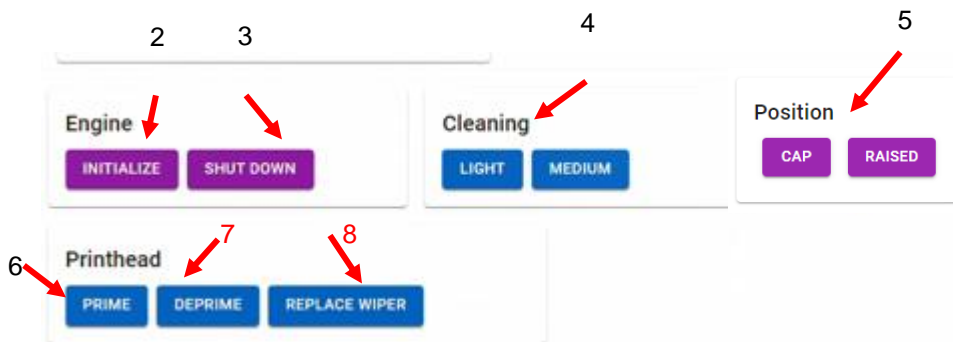 2 3 4 5
Engine
INITIALIZE SHUT DOWN
Cleaning
LIGHT MEDIUM
Position
CAP RAISED
6 7 8
Printhead
PRIME DEPRIME REPLACE WIPER